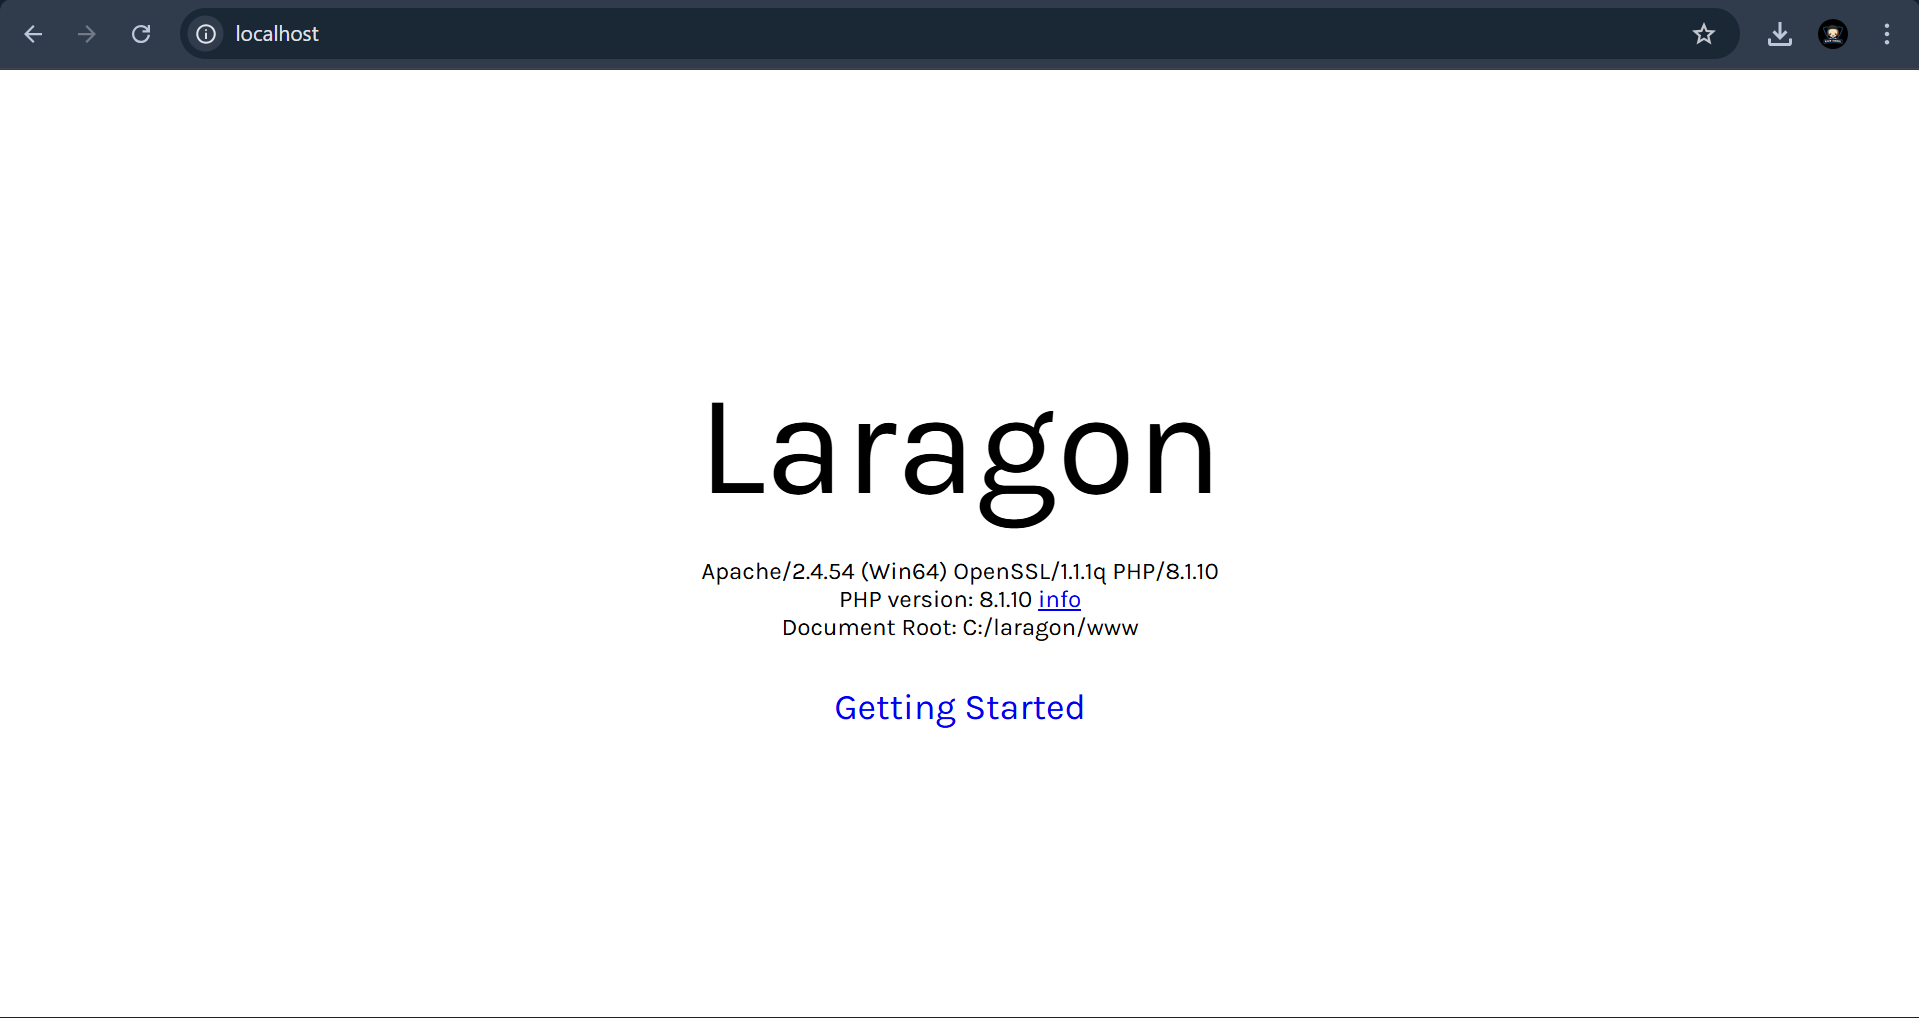 localhost
Laragon
Apache/2.4.54 (Win64) OpenSSL/1.1.1q PHP/8.1.10
PHP version: 8.1.10 info
Document Root: C:/laragon/www
Getting Started